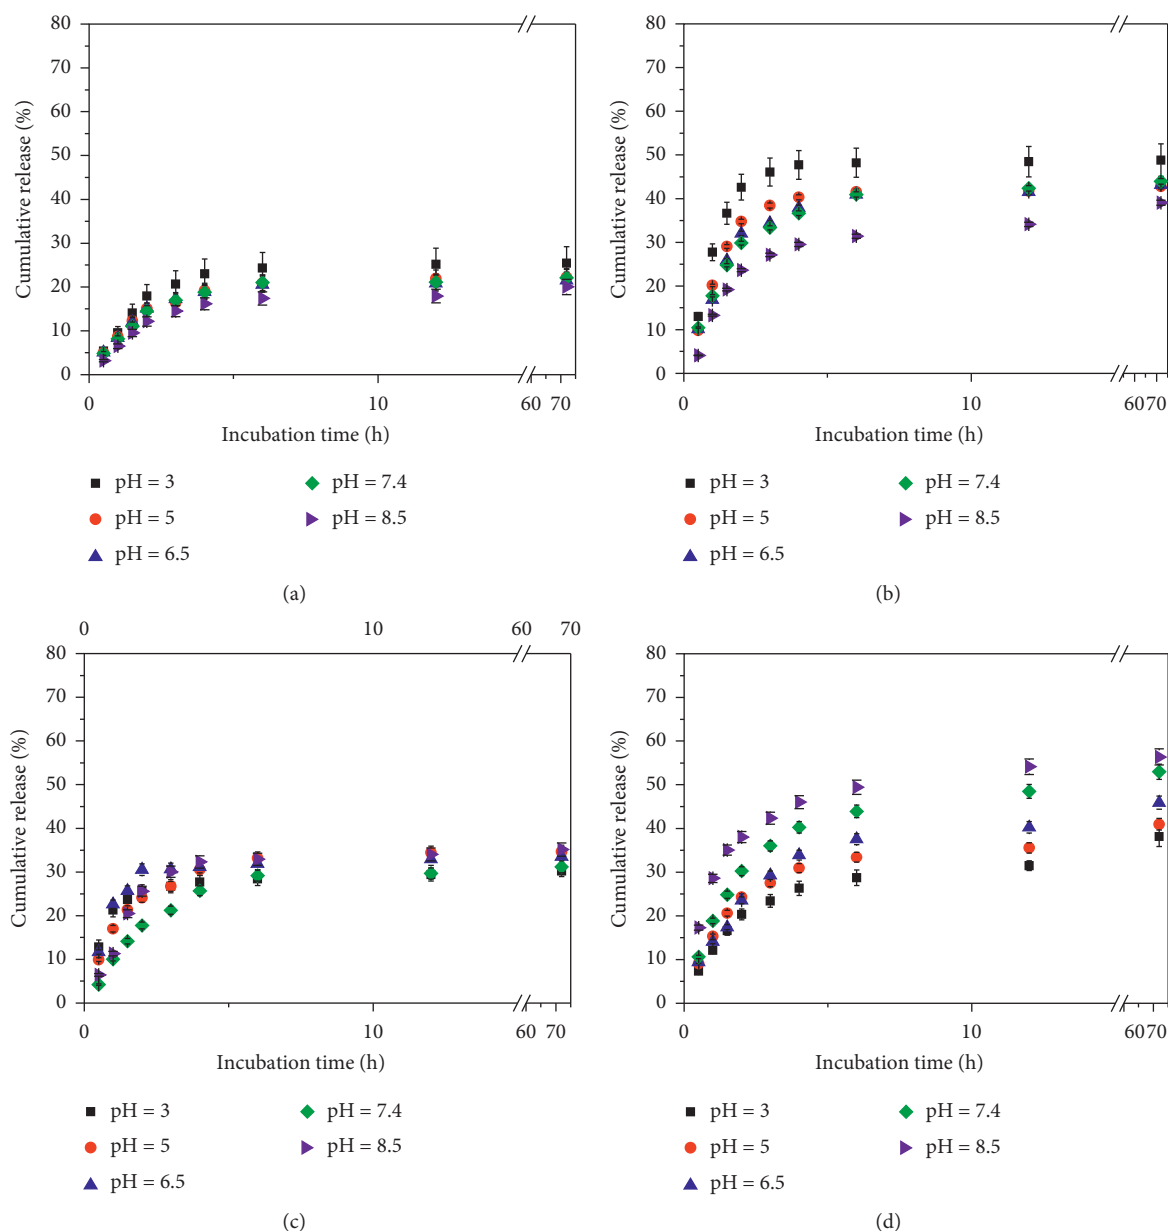 80
70
60
50
40
30
20
10
0
Cumulative release (%)
0 10 60 70
Incubation time (h)
pH = 3 pH = 7.4
pH = 5 pH = 8.5
pH = 6.5
(a)
80
70
60
50
40
30
20
10
0
Cumulative release (%)
0 10 60 70
Incubation time (h)
pH = 3 pH = 7.4
pH = 5 pH = 8.5
pH = 6.5
(b)
0 10 60 70
80
70
60
50
40
30
20
10
0
Cumulative release (%)
0 10 60 70
Incubation time (h)
pH = 3 pH = 7.4
pH = 5 pH = 8.5
pH = 6.5
(c)
80
70
60
50
40
30
20
10
0
Cumulative release (%)
0 10 60 70
Incubation time (h)
pH = 3 pH = 7.4
pH = 5 pH = 8.5
pH = 6.5
(d)